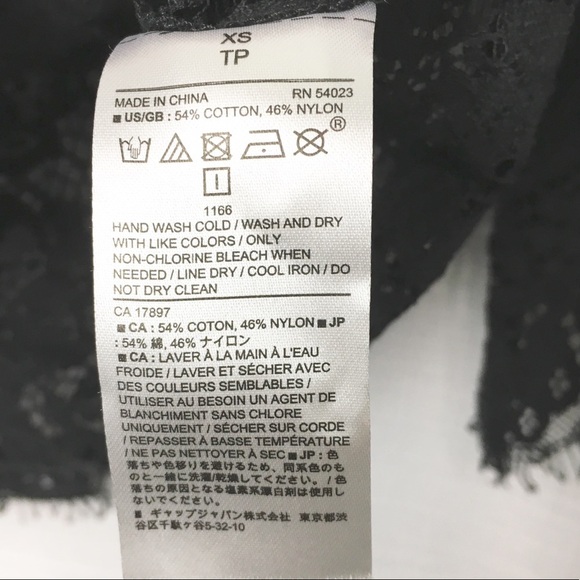 XS
TP
MADE IN CHINA RN 54023
■ US/GB : 54% COTTON, 46% NYLON
®
1166
HAND WASH COLD / WASH AND DRY
WITH LIKE COLORS / ONLY
NON-CHLORINE BLEACH WHEN
NEEDED / LINE DRY / COOL IRON / DO
NOT DRY CLEAN
CA 17897
■ CA : 54% COTON, 46% NYLON ■ JP
: 54% 綿, 46% ナイロン
■ CA : LAVER À LA MAIN À L'EAU
FROIDE / LAVER ET SÉCHER AVEC
DES COULEURS SEMBLABLES /
UTILISER AU BESOIN UN AGENT DE
BLANCHIMENT SANS CHLORE
UNIQUEMENT / SÉCHER SUR CORDE
/ REPASSER À BASSE TEMPÉRATURE
/ NE PAS NETTOYER À SEC ■ JP : 色
落ちや色移りを避けるため、同系色のも
のと一緒に洗濯/乾燥してください。/ 色
落ちの原因となる塩素系漂白剤は使用し
ないでください。
■ ギャップジャパン株式会社 東京都渋
谷区千駄ヶ谷5-32-10